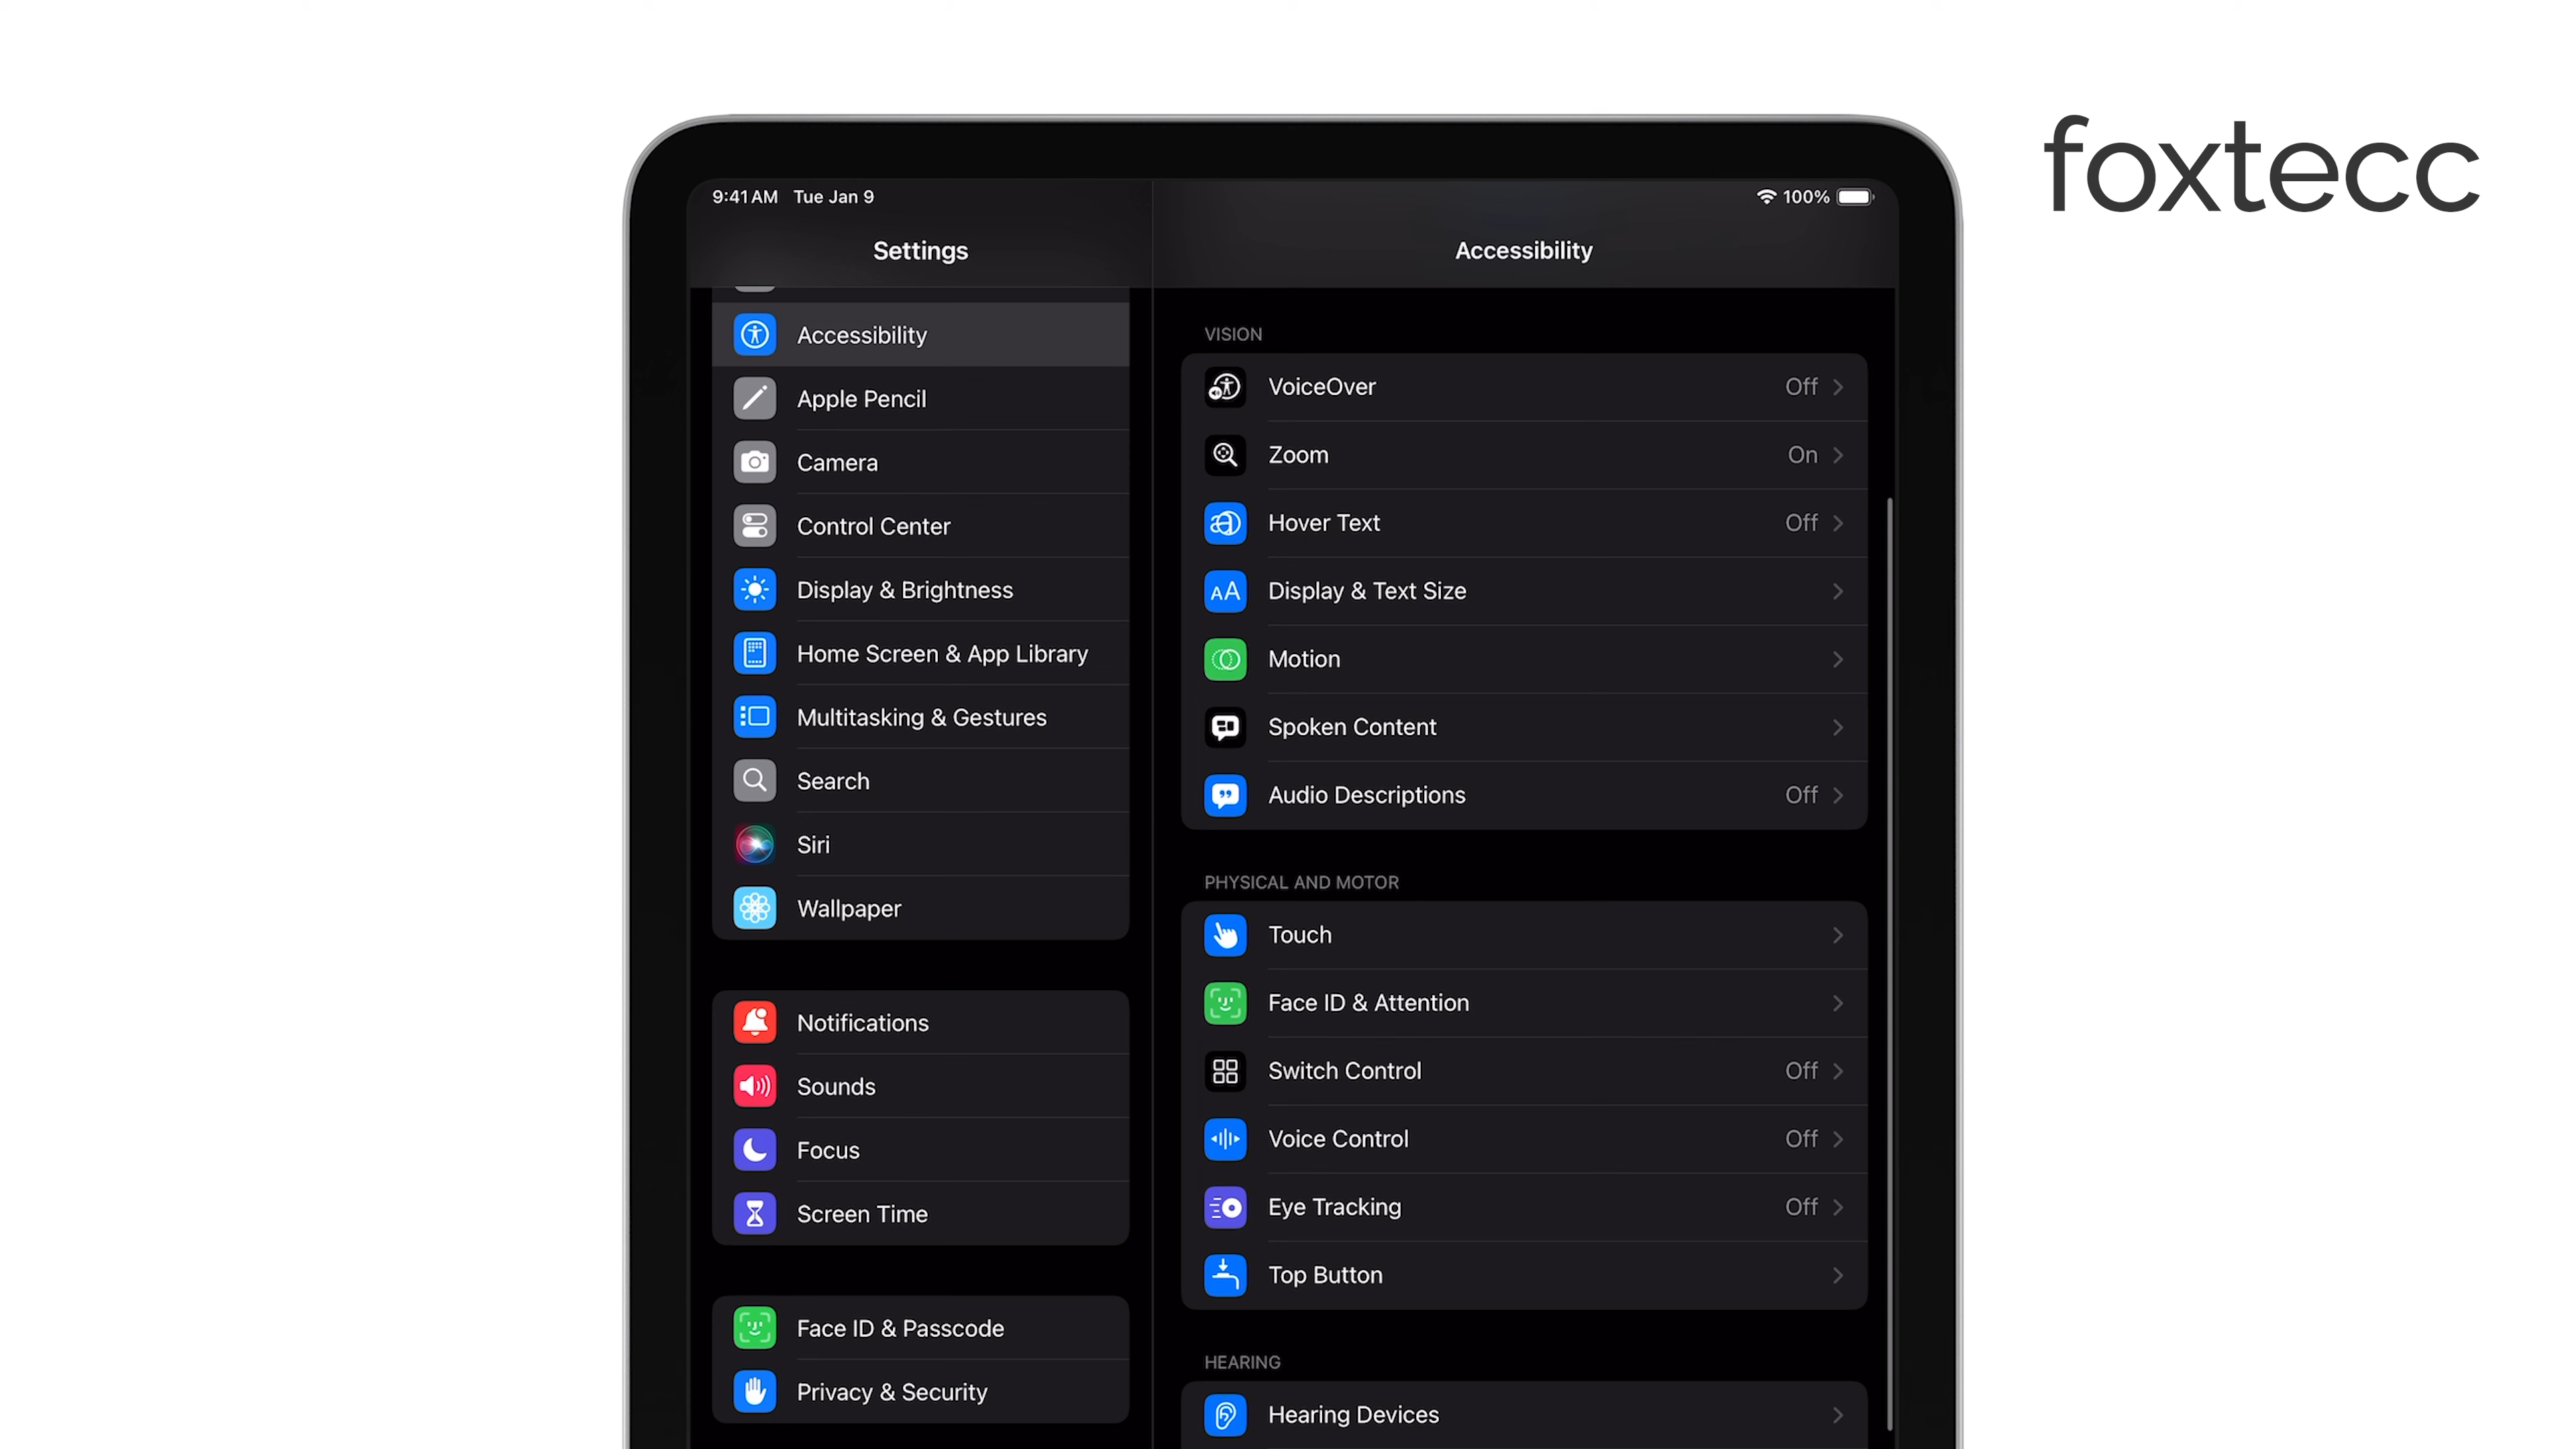 foxtecc
9:41 AM Tue Jan 9
100%
Settings
Accessibility
Apple Pencil
Camera
Control Center
Display & Brightness
Home Screen & App Library
Multitasking & Gestures
Search
Siri
Wallpaper
Notifications
Sounds
Focus
Screen Time
Face ID & Passcode
Privacy & Security
Accessibility
VISION
VoiceOver Off
Zoom On
Hover Text Off
Display & Text Size
Motion
Spoken Content
Audio Descriptions Off
PHYSICAL AND MOTOR
Touch
Face ID & Attention
Switch Control Off
Voice Control Off
Eye Tracking Off
Top Button
HEARING
Hearing Devices